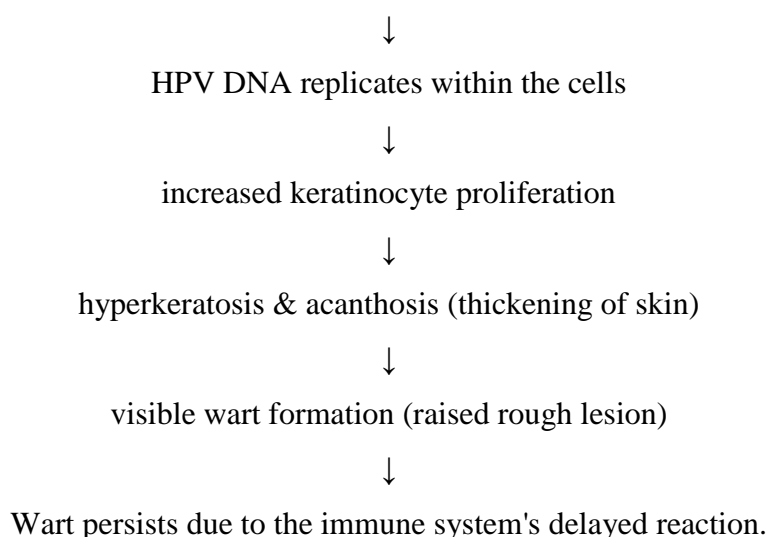 ↓
HPV DNA replicates within the cells
↓
increased keratinocyte proliferation
↓
hyperkeratosis & acanthosis (thickening of skin)
↓
visible wart formation (raised rough lesion)
↓
Wart persists due to the immune system's delayed reaction.